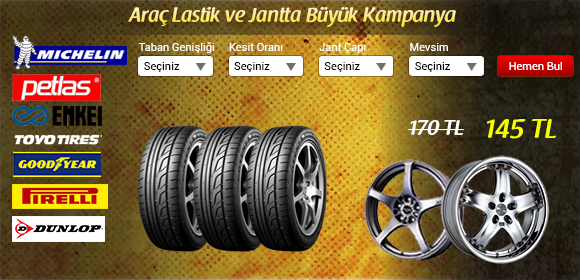 Araç Lastik ve Jantta Büyük Kampanya
MICHELIN
petlas
ENKEI
TOYO TIRES
GOODYEAR
PIRELLI
DUNLOP
Taban Genişliği Kesit Oranı Jant Çapı Mevsim
Seçiniz Seçiniz Seçiniz Seçiniz Hemen Bul
170 TL 145 TL